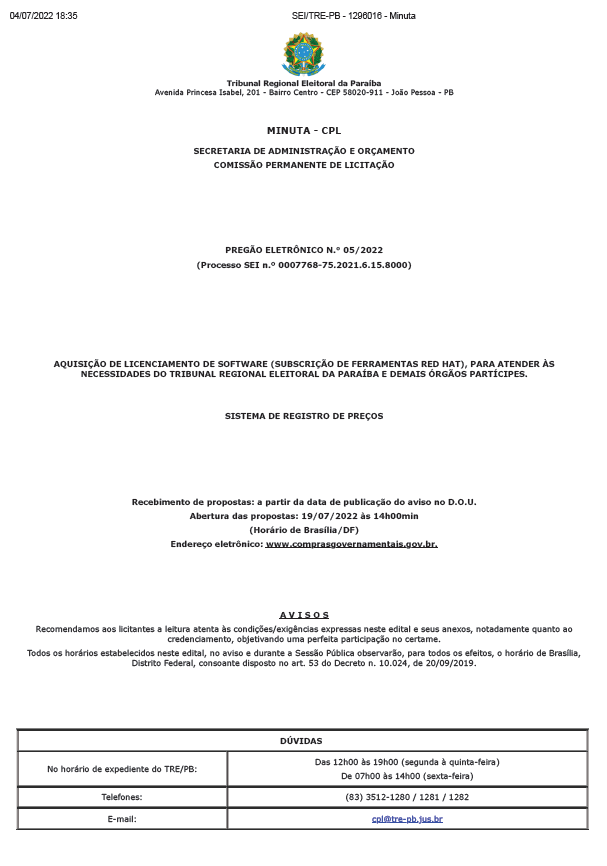 04/07/2022 18:35
SEI/TRE-PB - 1296016 - Minuta
Tribunal Regional Eleitoral da Paraíba
Avenida Princesa Isabel, 201 - Bairro Centro - CEP 58020-911 - João Pessoa - PB
MINUTA - CPL
SECRETARIA DE ADMINISTRAÇÃO E ORÇAMENTO
COMISSÃO PERMANENTE DE LICITAÇÃO
PREGÃO ELETRÔNICO N.º 05/2022
(Processo SEI n.º 0007768-75.2021.6.15.8000)
AQUISIÇÃO DE LICENCIAMENTO DE SOFTWARE (SUBSCRIÇÃO DE FERRAMENTAS RED HAT), PARA ATENDER ÀS
NECESSIDADES DO TRIBUNAL REGIONAL ELEITORAL DA PARAÍBA E DEMAIS ÓRGÃOS PARTÍCIPES.
SISTEMA DE REGISTRO DE PREÇOS
Recebimento de propostas: a partir da data de publicação do aviso no D.O.U.
Abertura das propostas: 19/07/2022 às 14h00min
(Horário de Brasília/DF)
Endereço eletrônico: www.comprasgovernamentais.gov.br.
A V I S O S
Recomendamos aos licitantes a leitura atenta às condições/exigências expressas neste edital e seus anexos, notadamente quanto ao
credenciamento, objetivando uma perfeita participação no certame.
Todos os horários estabelecidos neste edital, no aviso e durante a Sessão Pública observarão, para todos os efeitos, o horário de Brasília,
Distrito Federal, consoante disposto no art. 53 do Decreto n. 10.024, de 20/09/2019.
DÚVIDAS
No horário de expediente do TRE/PB:
Das 12h00 às 19h00 (segunda à quinta-feira)
De 07h00 às 14h00 (sexta-feira)
Telefones:
(83) 3512-1280 / 1281 / 1282
E-mail:
cpl@tre-pb.jus.br